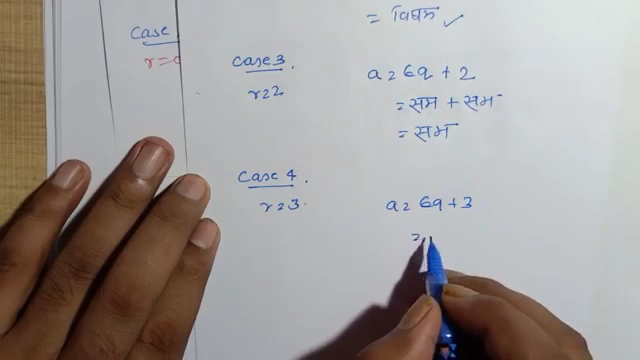 = विषम ✓
Case
r=
Case 3.
r=2
a = 6q + 2
= सम + सम
= सम
Case 4.
r=3.
a = 6q + 3
=